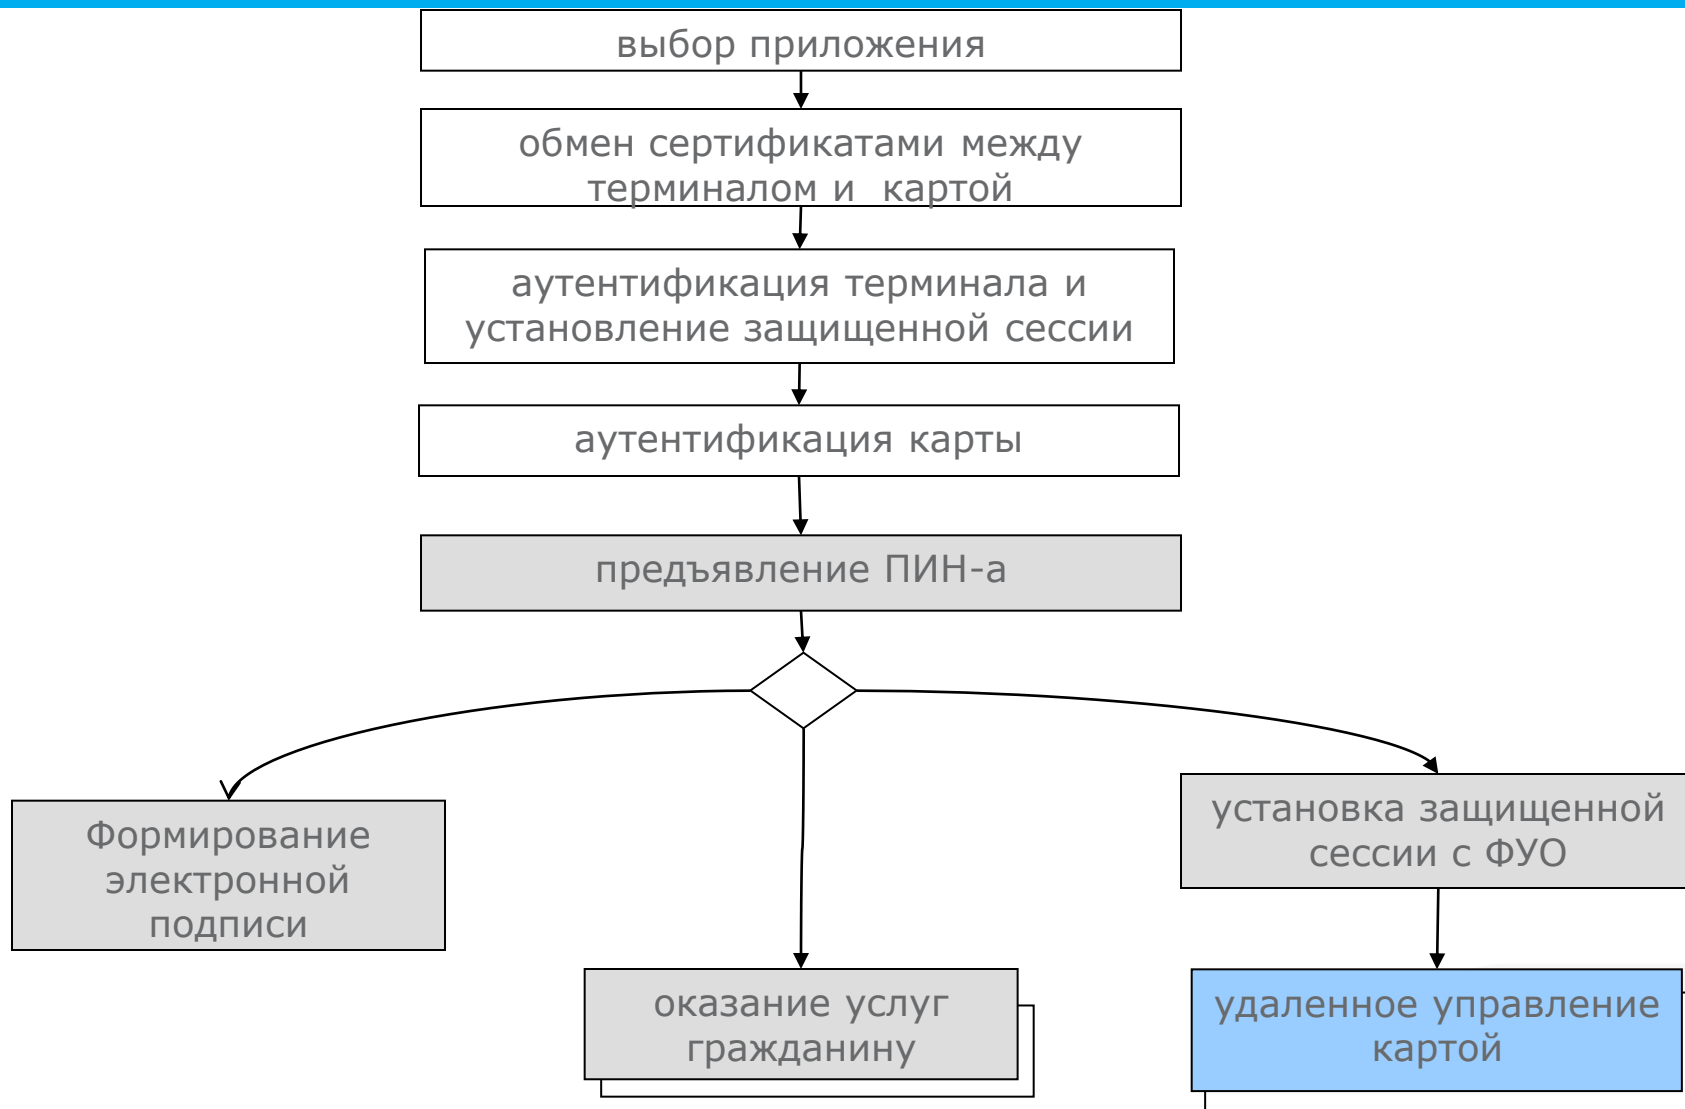 выбор приложения
обмен сертификатами между
терминалом и картой
аутентификация терминала и
установление защищенной сессии
аутентификация карты
предъявление ПИН-а
Формирование
электронной
подписи
установка защищенной
сессии с ФУО
оказание услуг
гражданину
удаленное управление
картой